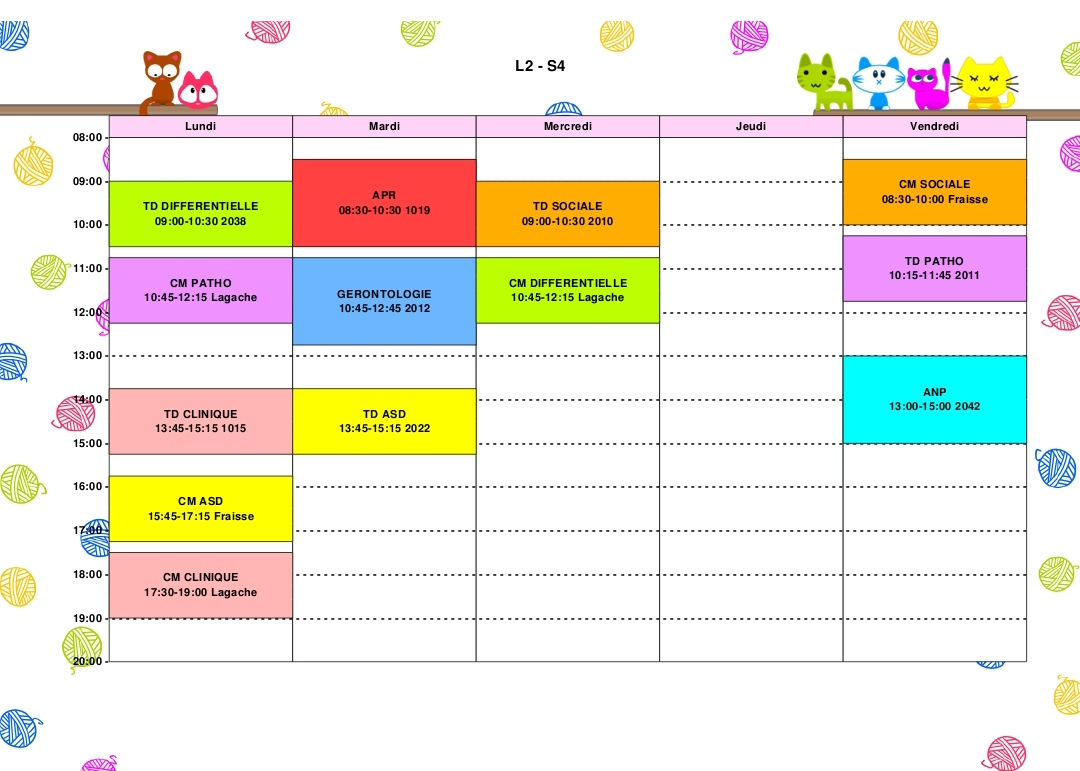 L2 - S4
Lundi
Mardi
Mercredi
Jeudi
Vendredi
08:00
09:00
10:00
11:00
12:00
13:00
14:00
15:00
16:00
17:00
18:00
19:00
20:00
TD DIFFERENTIELLE
09:00-10:30 2038
CM PATHO
10:45-12:15 Lagache
TD CLINIQUE
13:45-15:15 1015
CM ASD
15:45-17:15 Fraisse
CM CLINIQUE
17:30-19:00 Lagache
APR
08:30-10:30 1019
GERONTOLOGIE
10:45-12:45 2012
TD ASD
13:45-15:15 2022
TD SOCIALE
09:00-10:30 2010
CM DIFFERENTIELLE
10:45-12:15 Lagache
CM SOCIALE
08:30-10:00 Fraisse
TD PATHO
10:15-11:45 2011
ANP
13:00-15:00 2042